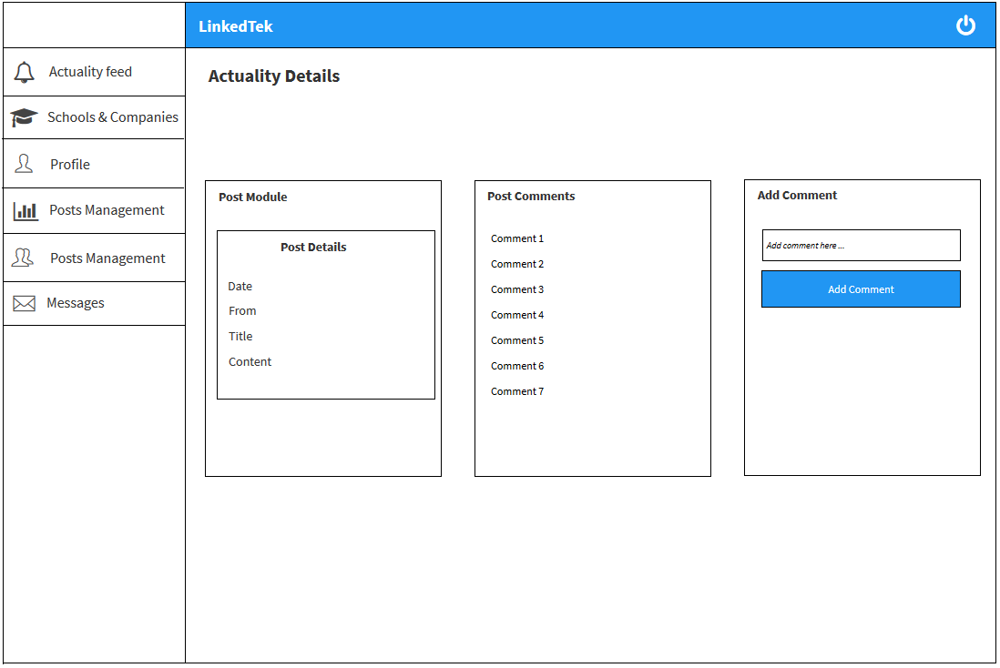 LinkedTek
Actuality feed
Schools & Companies
Profile
Posts Management
Posts Management
Messages
Actuality Details
Post Module
Post Details
Date
From
Title
Content
Post Comments
Comment 1
Comment 2
Comment 3
Comment 4
Comment 5
Comment 6
Comment 7
Add Comment
Add comment here ...
Add Comment